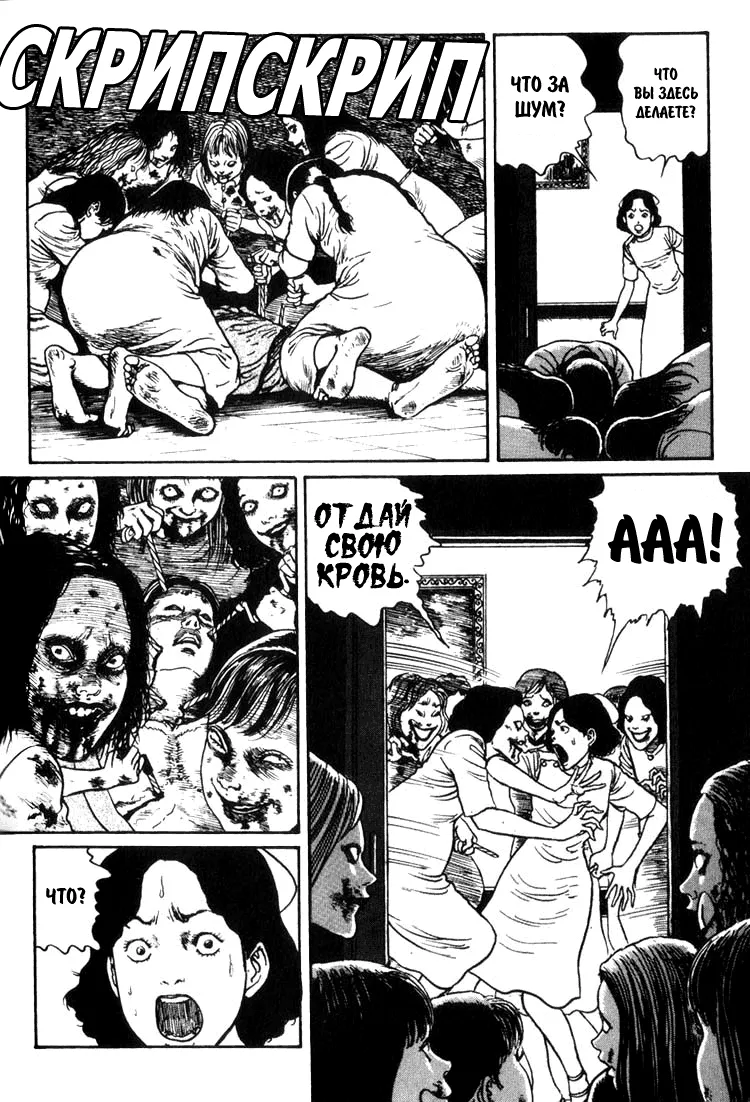 СКРИПСКРИП
ЧТО ЗА
ШУМ?
ЧТО
ВЫ ЗДЕСЬ
ДЕЛАЕТЕ?
ЧТО?
ОТДАЙ
СВОЮ
КРОВЬ.
ААА!